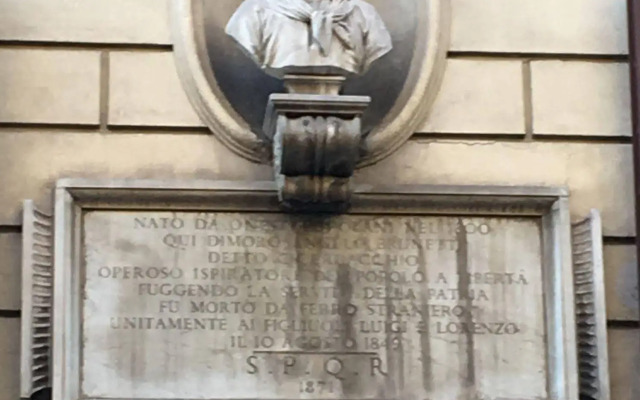 NATO DA ONESTI POPOLANI NEL 1800
QUI DIMORÒ ANGELO BRUNETTI
DETTO CICERUACCHIO
OPEROSO ISPIRATORE DEL POPOLO A LIBERTÀ
FUGGENDO LA SERVITÙ DELLA PATRIA
FU MORTO DA FERRO STRANIERO
UNITAMENTE AI FIGLIUOLI LUIGI E LORENZO
IL 10 AGOSTO 1849
S. P. Q. R
1871